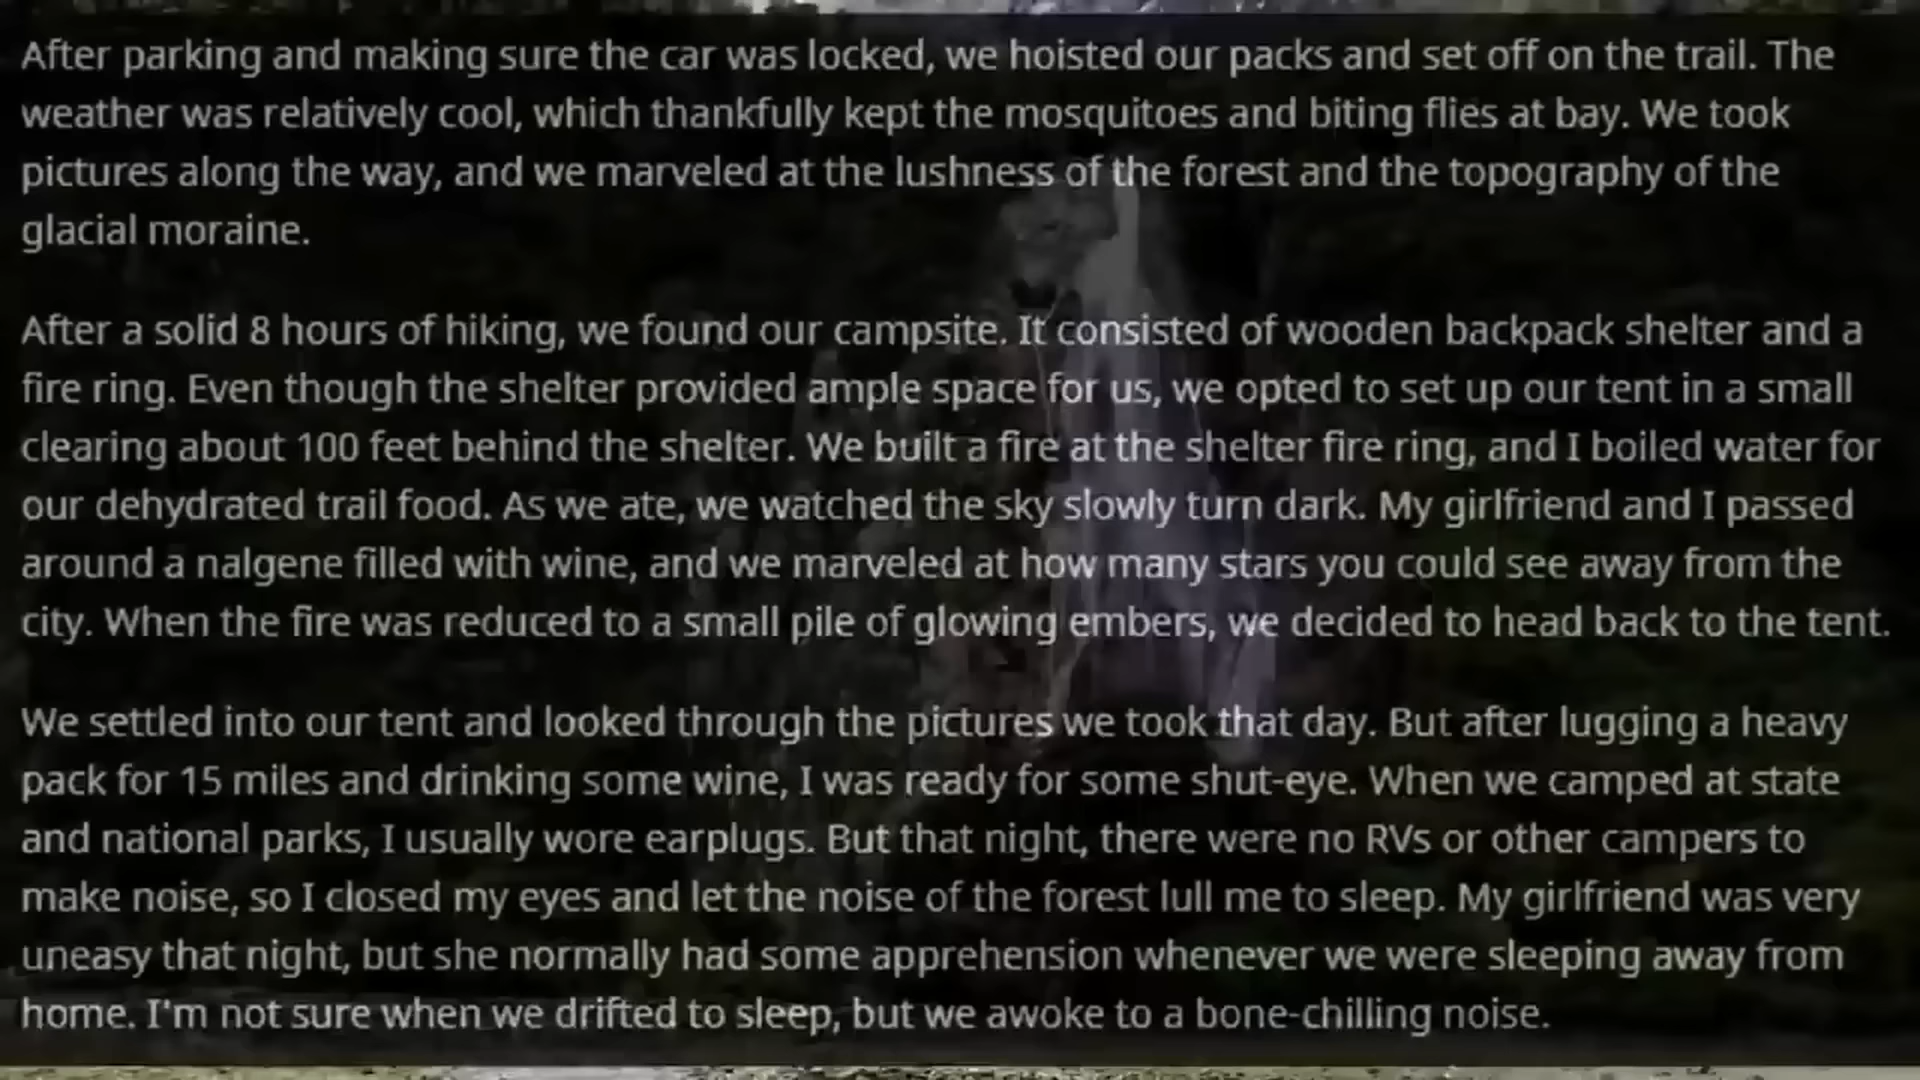 After parking and making sure the car was locked, we hoisted our packs and set off on the trail. The
weather was relatively cool, which thankfully kept the mosquitoes and biting flies at bay. We took
pictures along the way, and we marveled at the lushness of the forest and the topography of the
glacial moraine.
After a solid 8 hours of hiking, we found our campsite. It consisted of wooden backpack shelter and a
fire ring. Even though the shelter provided ample space for us, we opted to set up our tent in a small
clearing about 100 feet behind the shelter. We built a fire at the shelter fire ring, and I boiled water for
our dehydrated trail food. As we ate, we watched the sky slowly turn dark. My girlfriend and I passed
around a nalgene filled with wine, and we marveled at how many stars you could see away from the
city. When the fire was reduced to a small pile of glowing embers, we decided to head back to the tent.
We settled into our tent and looked through the pictures we took that day. But after lugging a heavy
pack for 15 miles and drinking some wine, I was ready for some shut-eye. When we camped at state
and national parks, I usually wore earplugs. But that night, there were no RVs or other campers to
make noise, so I closed my eyes and let the noise of the forest lull me to sleep. My girlfriend was very
uneasy that night, but she normally had some apprehension whenever we were sleeping away from
home. I'm not sure when we drifted to sleep, but we awoke to a bone-chilling noise.